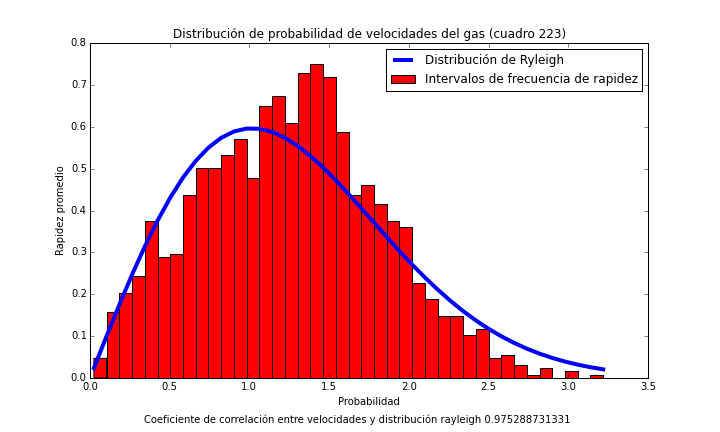 Distribución de probabilidad de velocidades del gas (cuadro 223)
Distribución de Ryleigh
Intervalos de frecuencia de rapidez
0.8
0.7
0.6
0.5
0.4
0.3
0.2
0.1
0.0
Rapidez promedio
0.0 0.5 1.0 1.5 2.0 2.5 3.0 3.5
Probabilidad
Coeficiente de correlación entre velocidades y distribución rayleigh 0.975288731331